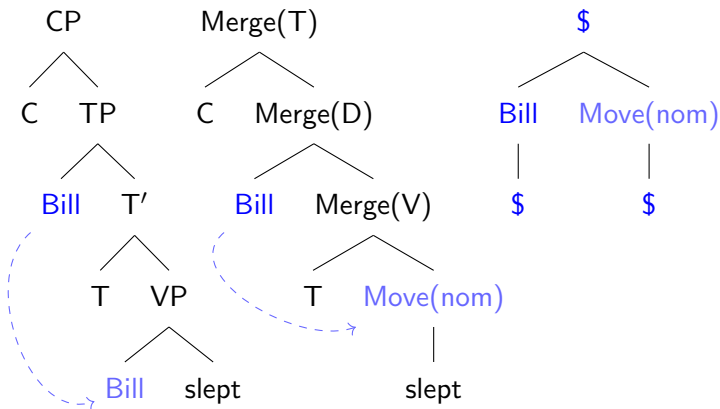 CP Merge(T) $
C TP C Merge(D) Bill Move(nom)
Bill T′ Bill Merge(V) $ $
T VP T Move(nom)
Bill slept slept